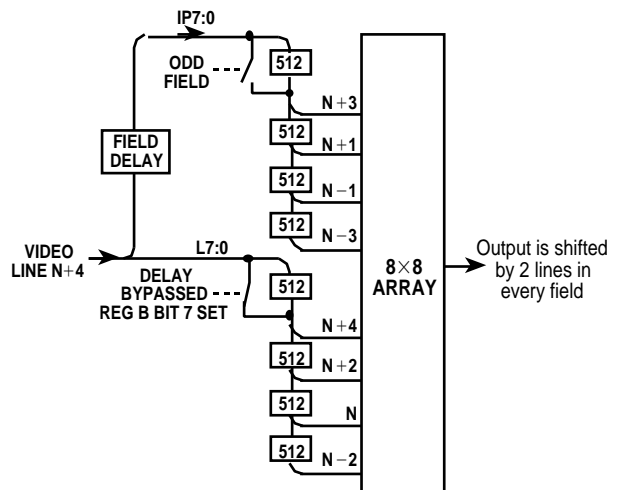 IP7:0
ODD
FIELD
512
N+3
512
N+1
512
N−1
512
N−3
FIELD
DELAY
VIDEO
LINE N+4
L7:0
DELAY
BYPASSED
REG B BIT 7 SET
512
N+4
512
N+2
512
N
512
N−2
8×8
ARRAY
Output is shifted
by 2 lines in
every field